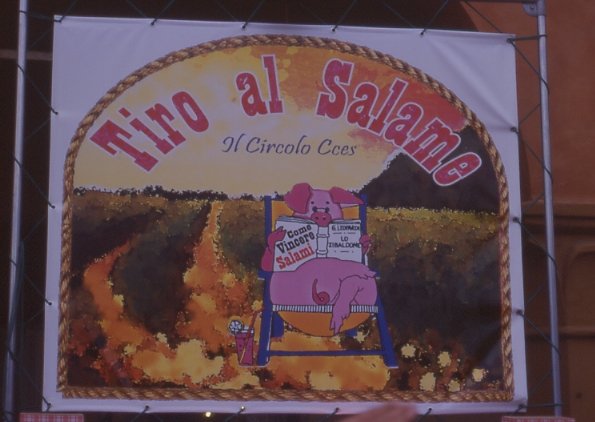 Tiro al Salame
Il Circolo Cces
Come
Vincere
Salami
G. LEOPARDI
LO
ZIBALDONE